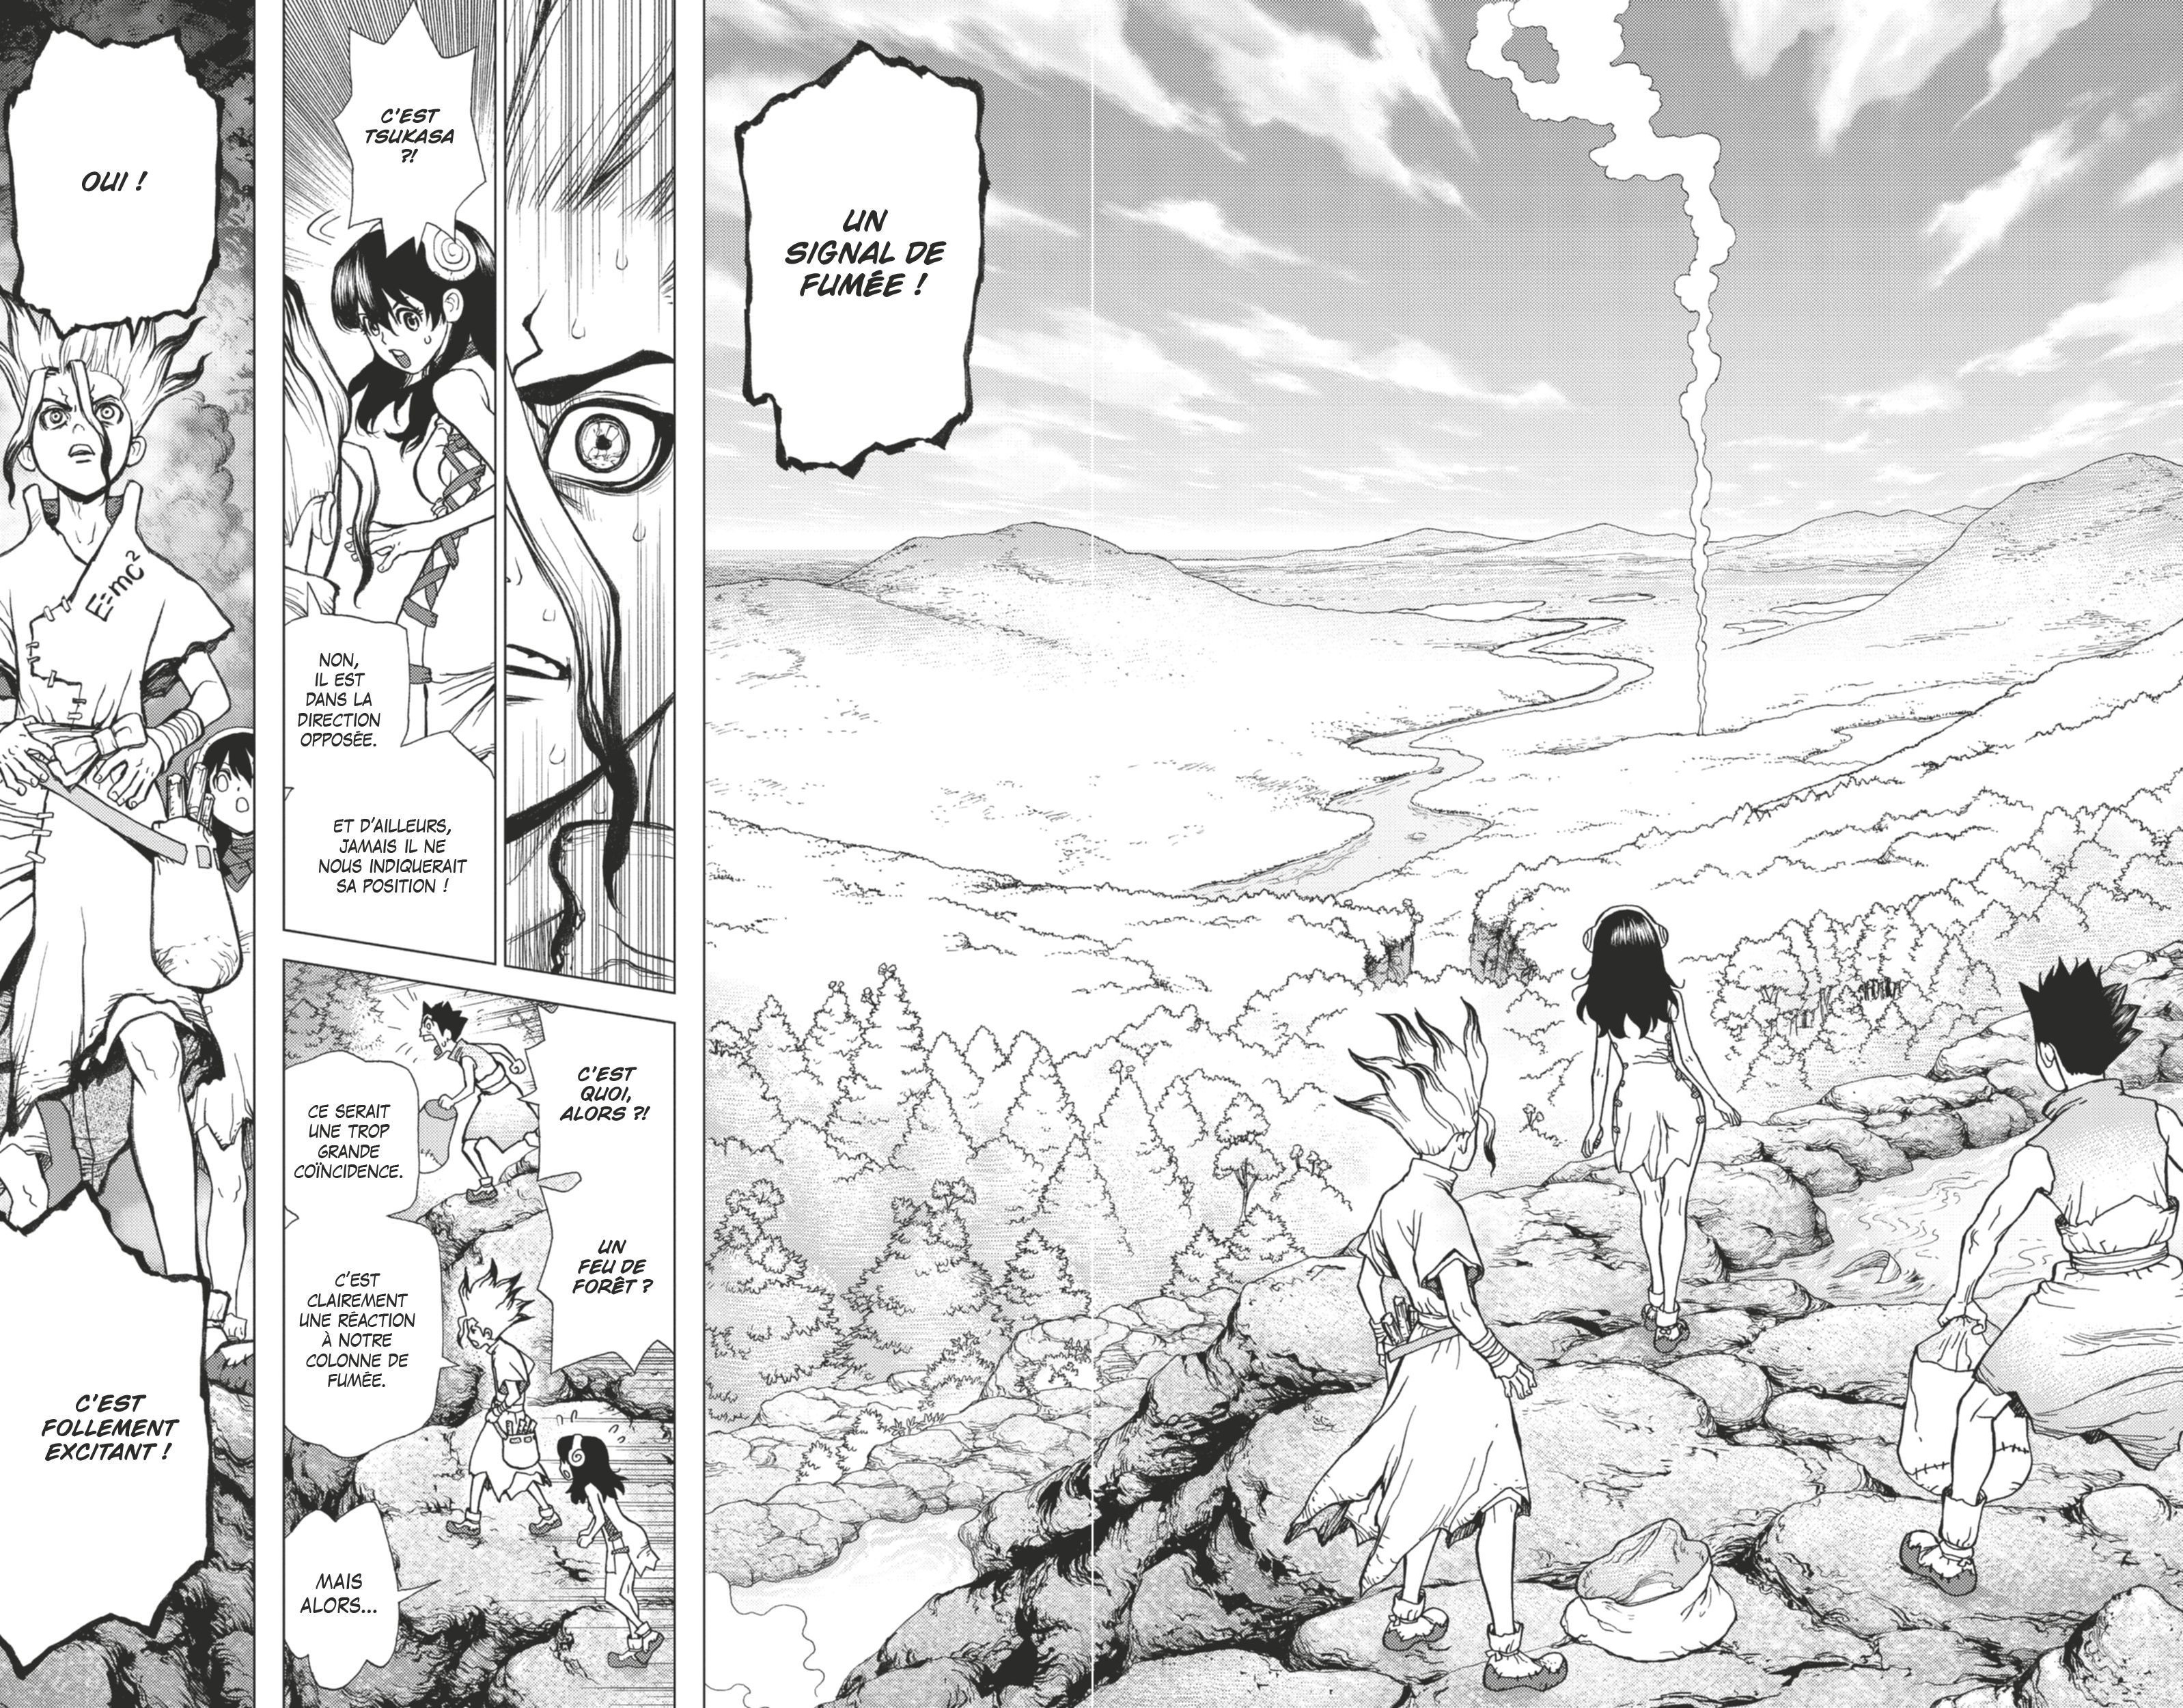 UN
SIGNAL DE
FUMÉE !
C'EST
TSUKASA
?!
NON,
IL EST
DANS LA
DIRECTION
OPPOSÉE.
ET D'AILLEURS,
JAMAIS IL NE
NOUS INDIQUERAIT
SA POSITION !
C'EST
QUOI,
ALORS ?!
UN
FEU DE
FORÊT ?
CE SERAIT
UNE TROP
GRANDE
COÏNCIDENCE.
C'EST
CLAIREMENT
UNE RÉACTION
À NOTRE
COLONNE DE
FUMÉE.
MAIS
ALORS...
OUI !
E=mc²
C'EST
FOLLEMENT
EXCITANT !